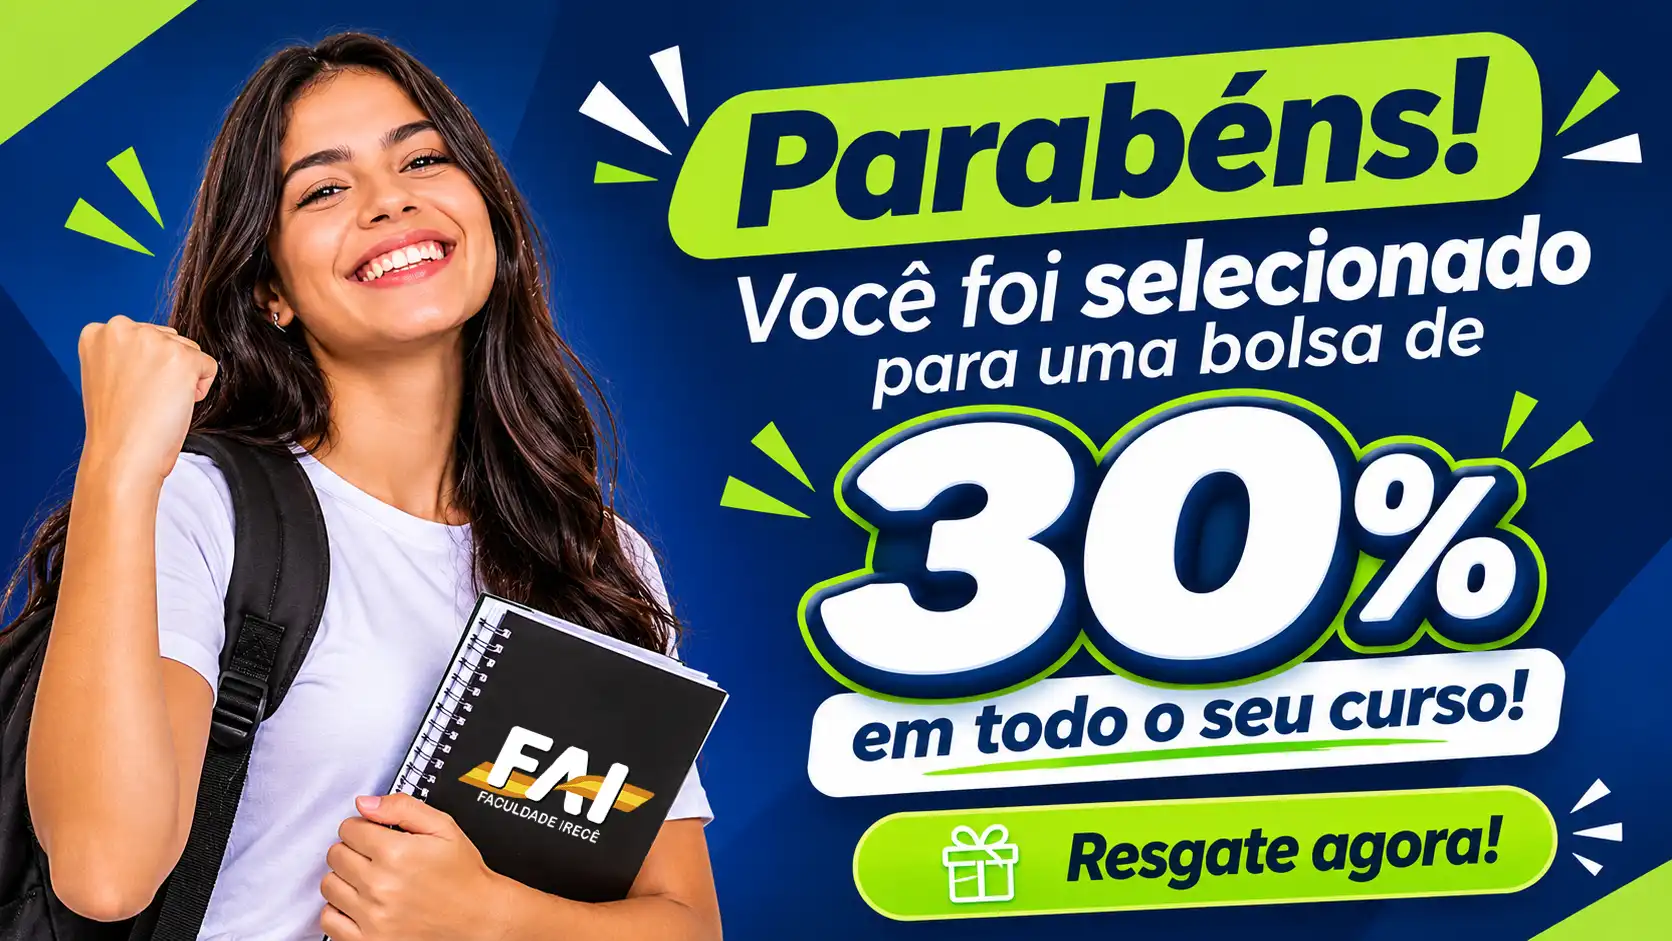 Parabéns!
Você foi selecionado
para uma bolsa de
30%
em todo o seu curso!
Resgate agora!
FAI
FACULDADE IRECÊ